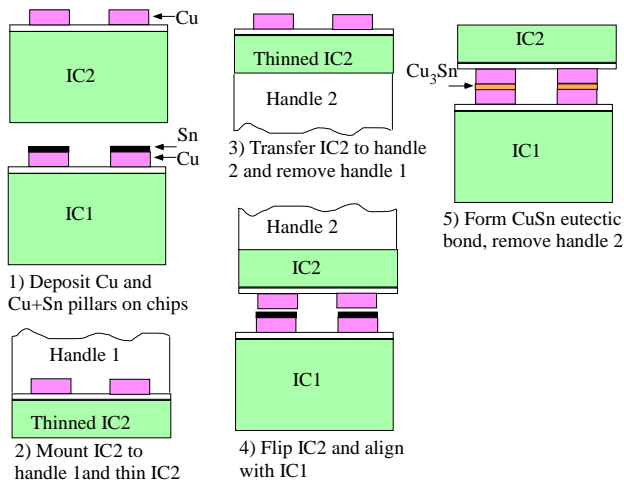 Cu
IC2
Sn
Cu
IC1
1) Deposit Cu and
Cu+Sn pillars on chips
Handle 1
Thinned IC2
2) Mount IC2 to
handle 1and thin IC2
Thinned IC2
Handle 2
3) Transfer IC2 to handle
2 and remove handle 1
Handle 2
IC2
IC1
4) Flip IC2 and align
with IC1
IC2
Cu3Sn
IC1
5) Form CuSn eutectic
bond, remove handle 2